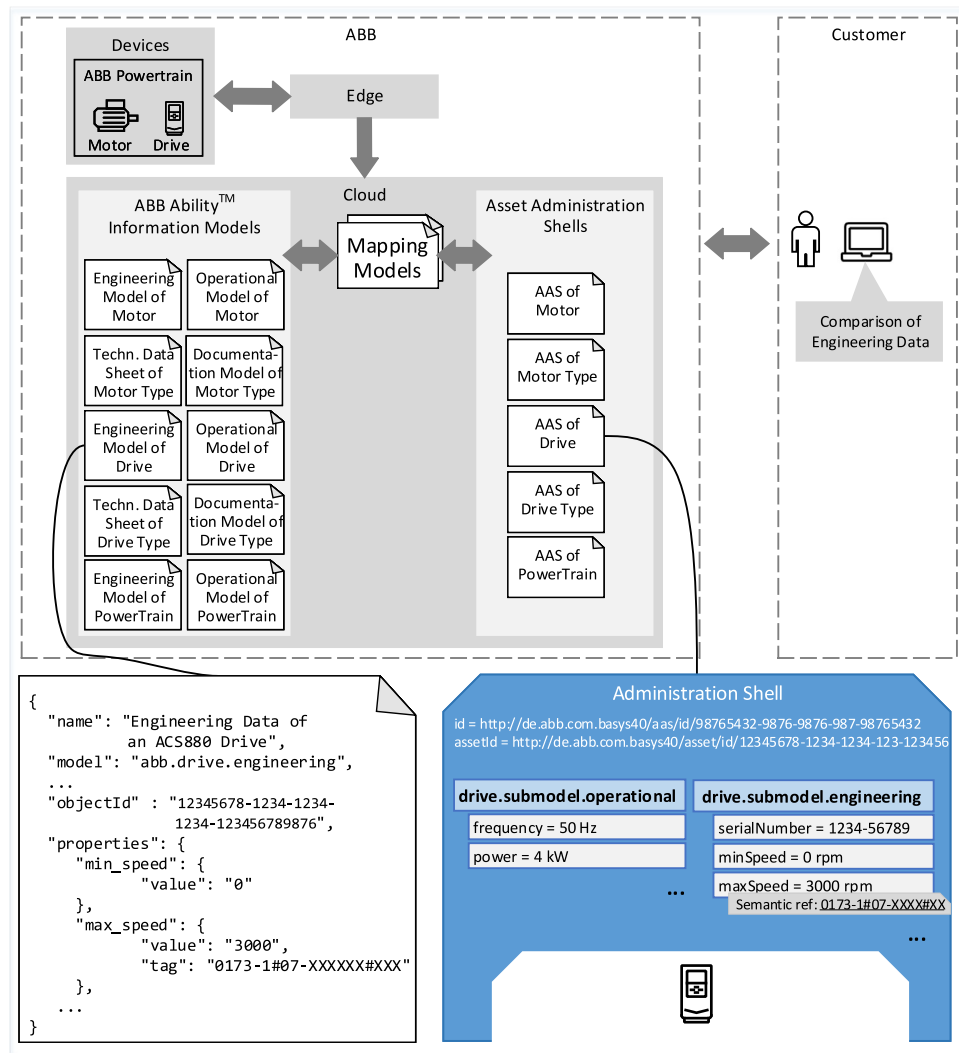 ABB
Customer
Devices
ABB Powertrain
Motor
Drive
Edge
Cloud
ABB Ability™
Information Models
Mapping
Models
Asset Administration
Shells
Engineering
Model of
Motor
Operational
Model of
Motor
Techn. Data
Sheet of
Motor Type
Documenta-
tion Model of
Motor Type
Engineering
Model of
Drive
Operational
Model of
Drive
Techn. Data
Sheet of
Drive Type
Documenta-
tion Model of
Drive Type
Engineering
Model of
PowerTrain
Operational
Model of
PowerTrain
AAS of
Motor
AAS of
Motor Type
AAS of
Drive
AAS of
Drive Type
AAS of
PowerTrain
Comparison of
Engineering Data
{
"name": "Engineering Data of
an ACS880 Drive",
"model": "abb.drive.engineering",
...
"objectId" : "12345678-1234-1234-
1234-123456789876",
"properties": {
"min_speed": {
"value": "0"
},
"max_speed": {
"value": "3000",
"tag": "0173-1#07-XXXXXX#XXX"
},
...
}
Administration Shell
id = http://de.abb.com.basys40/aas/id/98765432-9876-9876-987-98765432
assetId = http://de.abb.com.basys40/asset/id/12345678-1234-1234-123-123456
drive.submodel.operational
frequency = 50 Hz
power = 4 kW
...
drive.submodel.engineering
serialNumber = 1234-56789
minSpeed = 0 rpm
maxSpeed = 3000 rpm
Semantic ref: 0173-1#07-XXXX#XX
...